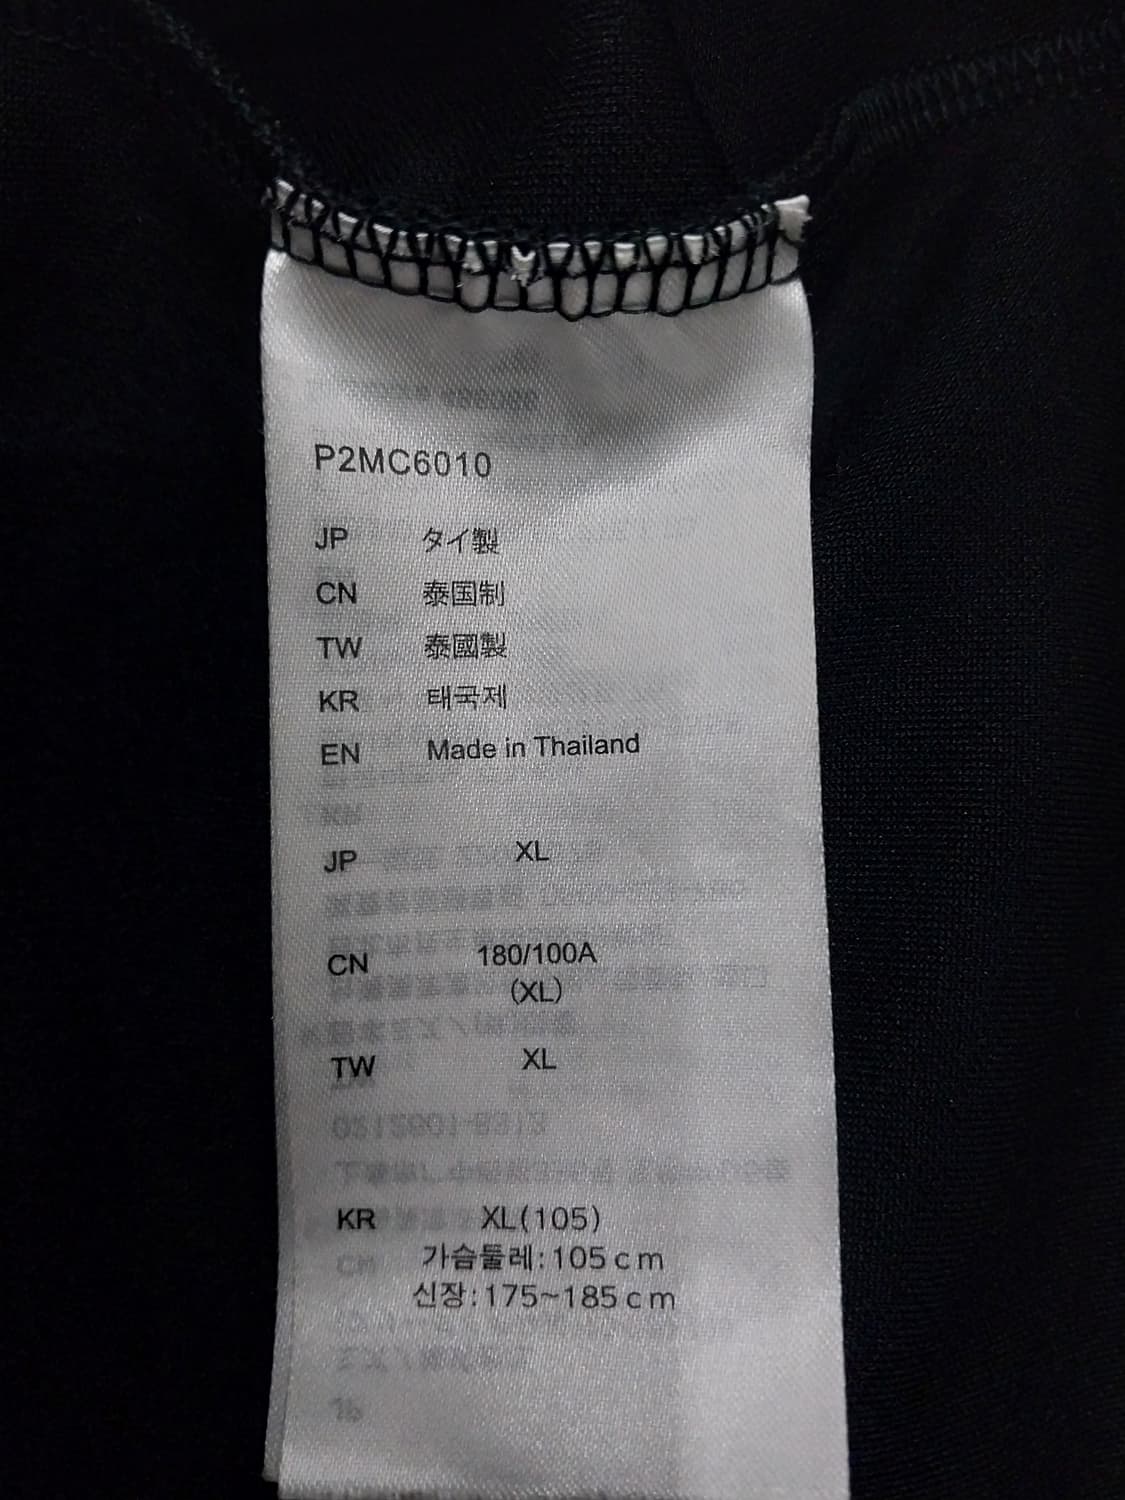 P2MC6010
JP タイ製
CN 泰国制
TW 泰國製
KR 태국제
EN Made in Thailand
JP XL
CN 180/100A
(XL)
TW XL
KR XL(105)
가슴둘레:105cm
신장:175~185cm